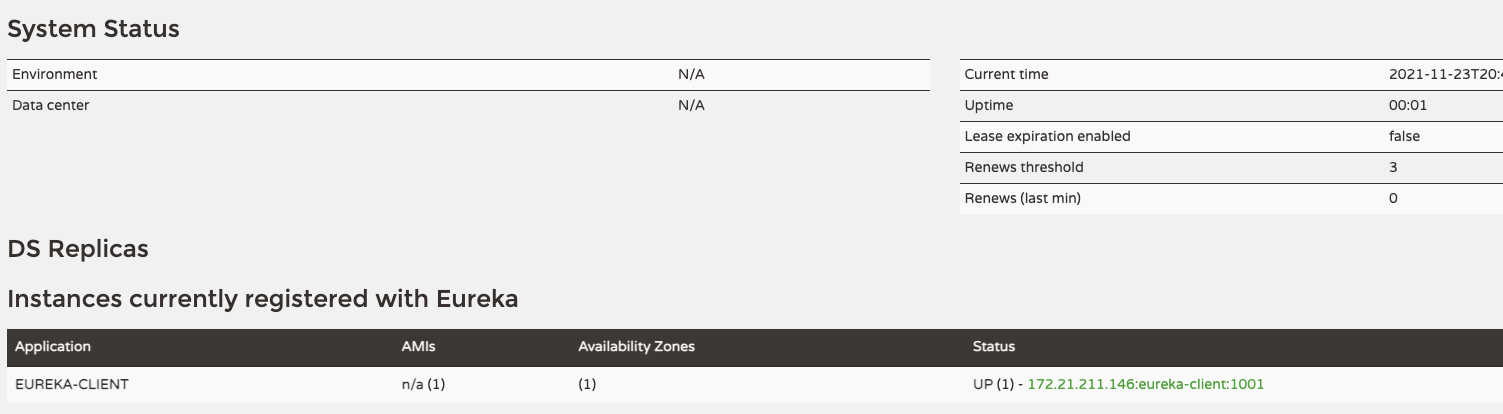 System Status
Environment N/A
Data center N/A
Current time 2021-11-23T20:
Uptime 00:01
Lease expiration enabled false
Renews threshold 3
Renews (last min) 0
DS Replicas
Instances currently registered with Eureka
Application AMIs Availability Zones Status
EUREKA-CLIENT n/a (1) (1) UP (1) - 172.21.211.146:eureka-client:1001